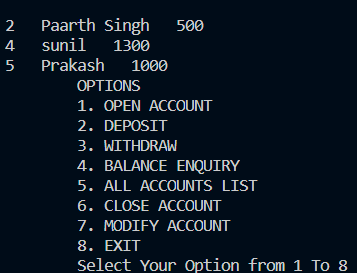 2 Paarth Singh 500
4 sunil 1300
5 Prakash 1000
OPTIONS
1. OPEN ACCOUNT
2. DEPOSIT
3. WITHDRAW
4. BALANCE ENQUIRY
5. ALL ACCOUNTS LIST
6. CLOSE ACCOUNT
7. MODIFY ACCOUNT
8. EXIT
Select Your Option from 1 To 8